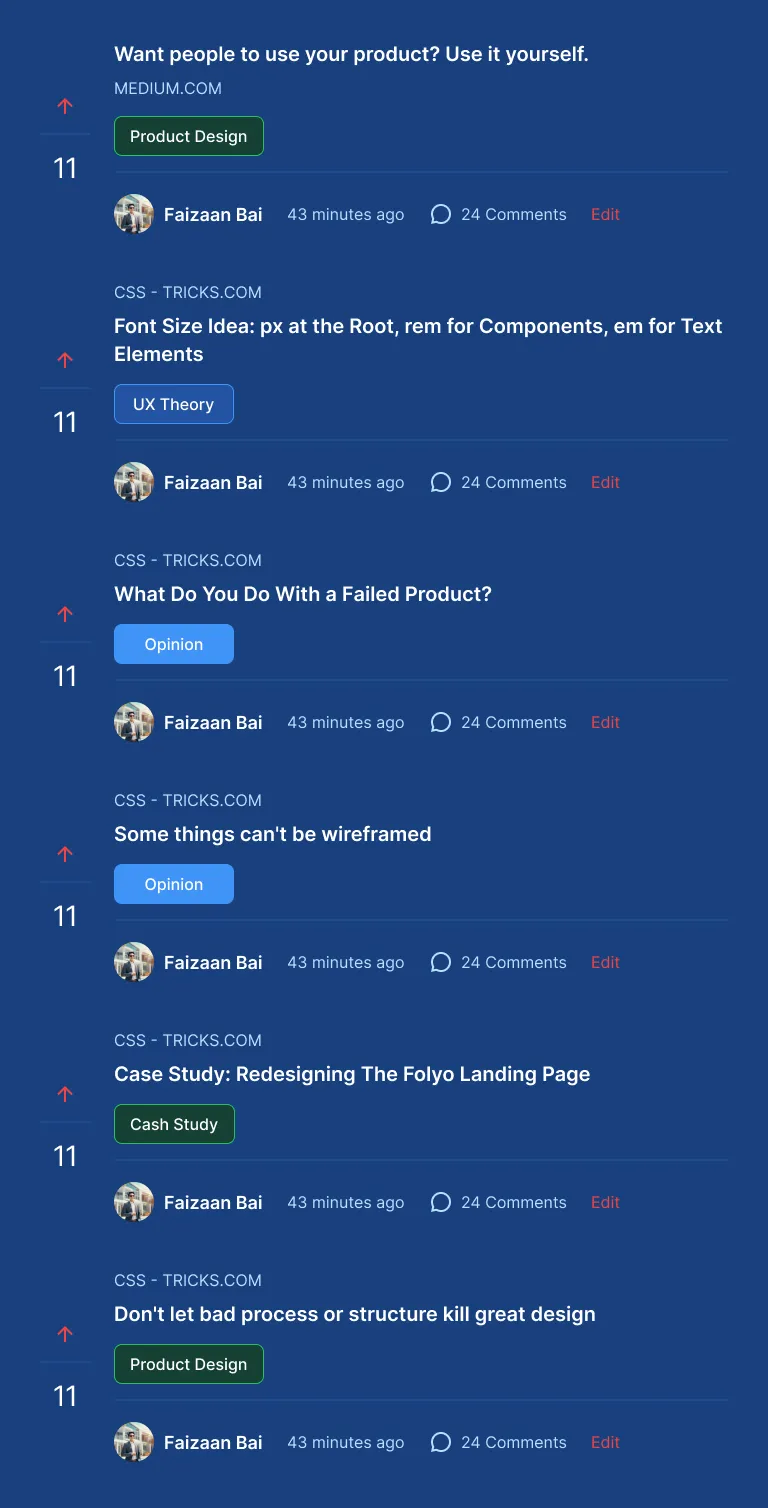 Want people to use your product? Use it yourself.
MEDIUM.COM
Product Design
11
Faizaan Bai 43 minutes ago 24 Comments Edit
CSS - TRICKS.COM
Font Size Idea: px at the Root, rem for Components, em for Text
Elements
UX Theory
11
Faizaan Bai 43 minutes ago 24 Comments Edit
CSS - TRICKS.COM
What Do You Do With a Failed Product?
Opinion
11
Faizaan Bai 43 minutes ago 24 Comments Edit
CSS - TRICKS.COM
Some things can't be wireframed
Opinion
11
Faizaan Bai 43 minutes ago 24 Comments Edit
CSS - TRICKS.COM
Case Study: Redesigning The Folyo Landing Page
Cash Study
11
Faizaan Bai 43 minutes ago 24 Comments Edit
CSS - TRICKS.COM
Don't let bad process or structure kill great design
Product Design
11
Faizaan Bai 43 minutes ago 24 Comments Edit